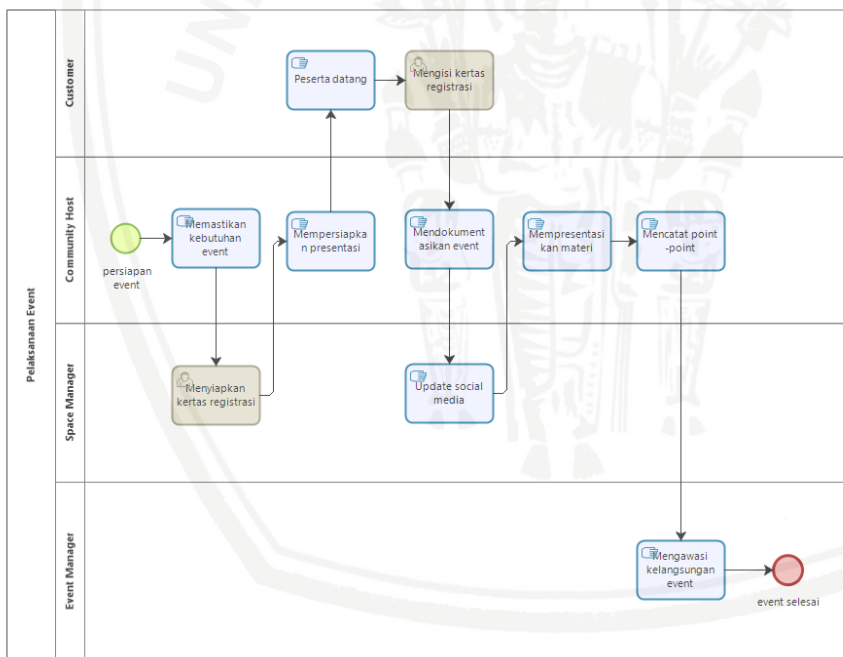 Pelaksanaan Event
Customer
Peserta datang
Mengisi kertas
registrasi
Community Host
persiapan
event
Memastikan
kebutuhan
event
Mempersiapka
n presentasi
Mendokument
asikan event
Mempresentasi
kan materi
Mencatat point
-point
Space Manager
Menyiapkan
kertas registrasi
Update social
media
Event Manager
Mengawasi
kelangsungan
event
event selesai